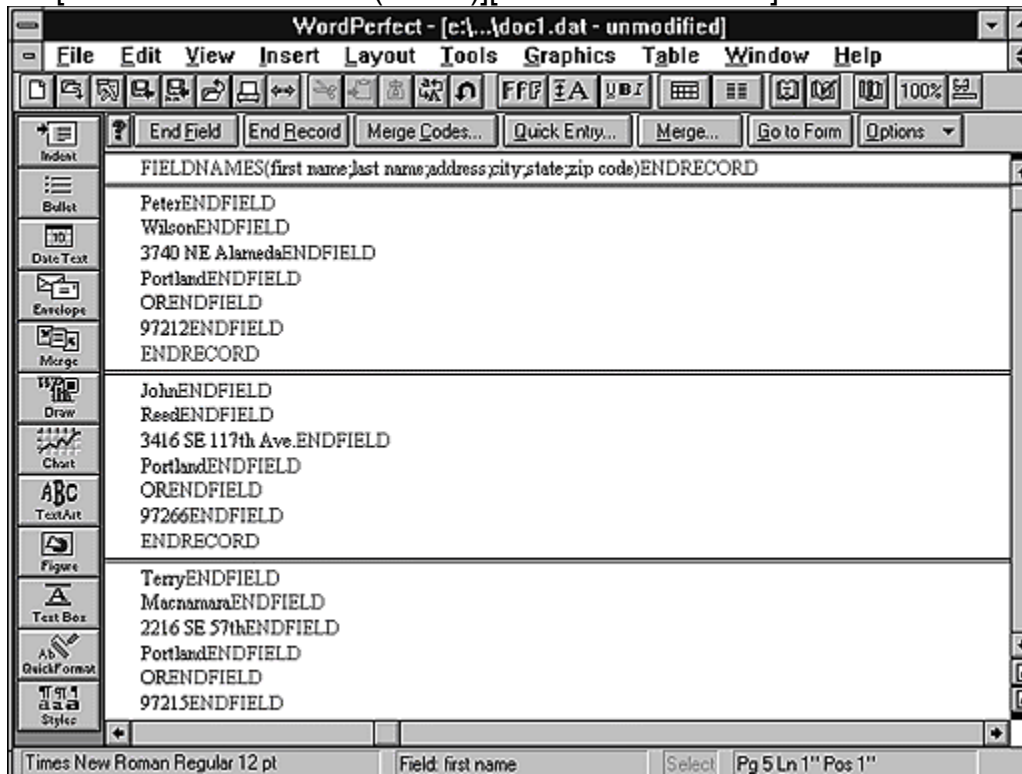 WordPerfect - [e:\...\doc1.dat - unmodified]
File Edit View Insert Layout Tools Graphics Table Window Help
100%
Indent
Bullet
Date Text
Envelope
Merge
Draw
Chart
ABC
TextArt
Figure
Text Box
QuickFormat
Styles
? End Field End Record Merge Codes... Quick Entry... Merge... Go to Form Options
FIELDNAMES(first name;last name;address;city;state;zip code)ENDRECORD
PeterENDFIELD
WilsonENDFIELD
3740 NE AlamedaENDFIELD
PortlandENDFIELD
ORENDFIELD
97212ENDFIELD
ENDRECORD
JohnENDFIELD
ReedENDFIELD
3416 SE 117th Ave.ENDFIELD
PortlandENDFIELD
ORENDFIELD
97266ENDFIELD
ENDRECORD
TerryENDFIELD
MacnamaraENDFIELD
2216 SE 57thENDFIELD
PortlandENDFIELD
ORENDFIELD
97215ENDFIELD
Times New Roman Regular 12 pt Field: first name Select Pg 5 Ln 1" Pos 1"